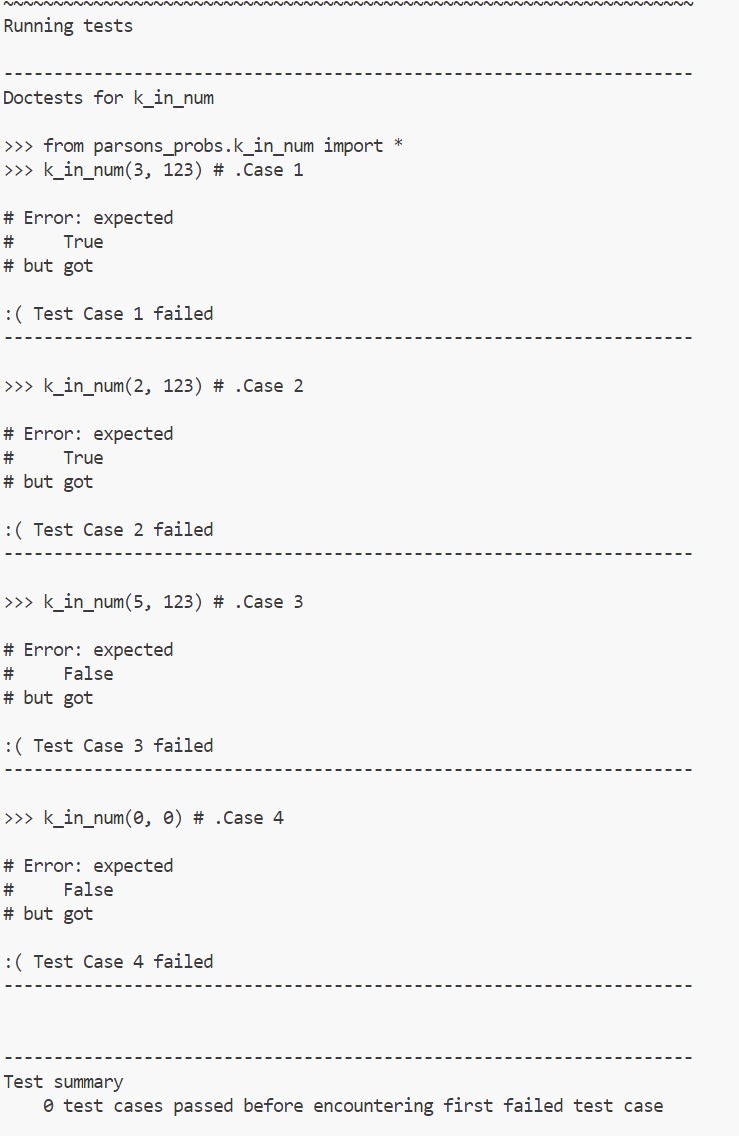 ~~~~~~~~~~~~~~~~~~~~~~~~~~~~~~~~~~~~~~~~~~~~~~~~~~~~~~~~~~~~~~~~~~~~~
Running tests
---------------------------------------------------------------------
Doctests for k_in_num
>>> from parsons_probs.k_in_num import *
>>> k_in_num(3, 123) # .Case 1
# Error: expected
#     True
# but got
:( Test Case 1 failed
---------------------------------------------------------------------
>>> k_in_num(2, 123) # .Case 2
# Error: expected
#     True
# but got
:( Test Case 2 failed
---------------------------------------------------------------------
>>> k_in_num(5, 123) # .Case 3
# Error: expected
#     False
# but got
:( Test Case 3 failed
---------------------------------------------------------------------
>>> k_in_num(0, 0) # .Case 4
# Error: expected
#     False
# but got
:( Test Case 4 failed
---------------------------------------------------------------------
---------------------------------------------------------------------
Test summary
    0 test cases passed before encountering first failed test case